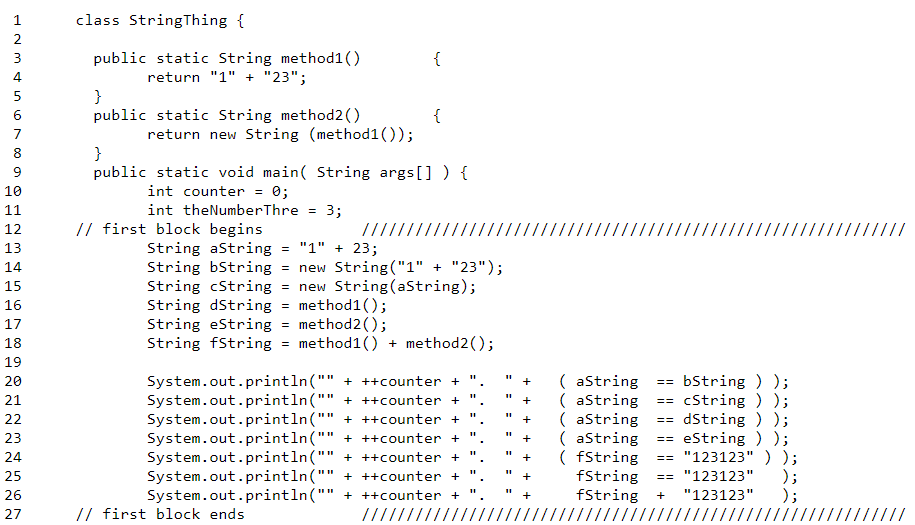 1 class StringThing {
2
3 public static String method1() {
4 return "1" + "23";
5 }
6 public static String method2() {
7 return new String (method1());
8 }
9 public static void main( String args[] ) {
10 int counter = 0;
11 int theNumberThre = 3;
12 // first block begins /////////////////////////////////////////////////////////////
13 String aString = "1" + 23;
14 String bString = new String("1" + "23");
15 String cString = new String(aString);
16 String dString = method1();
17 String eString = method2();
18 String fString = method1() + method2();
19
20 System.out.println("" + ++counter + ".  " + ( aString == bString ) );
21 System.out.println("" + ++counter + ".  " + ( aString == cString ) );
22 System.out.println("" + ++counter + ".  " + ( aString == dString ) );
23 System.out.println("" + ++counter + ".  " + ( aString == eString ) );
24 System.out.println("" + ++counter + ".  " + ( fString == "123123" ) );
25 System.out.println("" + ++counter + ".  " + fString == "123123" );
26 System.out.println("" + ++counter + ".  " + fString + "123123" );
27 // first block ends /////////////////////////////////////////////////////////////